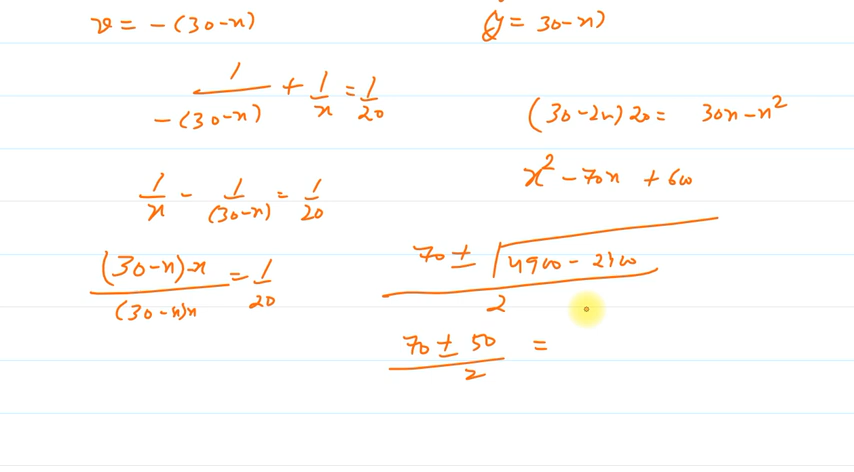 v = -(30-x)
y = 30-x)
1/-(30-x) + 1/x = 1/20
(30-2x) 20 = 30x-x²
1/x - 1/(30-x) = 1/20
x² - 70x + 600
(30-x)-x/(30-x)x = 1/20
70 ± √4900 - 2400 / 2
70 ± 50 / 2 =